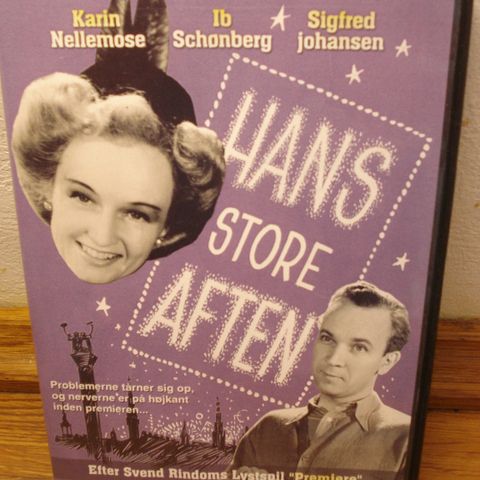 Karin Ib Sigfred
Nellemose Schønberg johansen
HANS
STORE
AFTEN
Problemerne tårner sig op,
og nerverne er på højkant
inden premieren...
Efter Svend Rindoms Lystspil "Premiere"